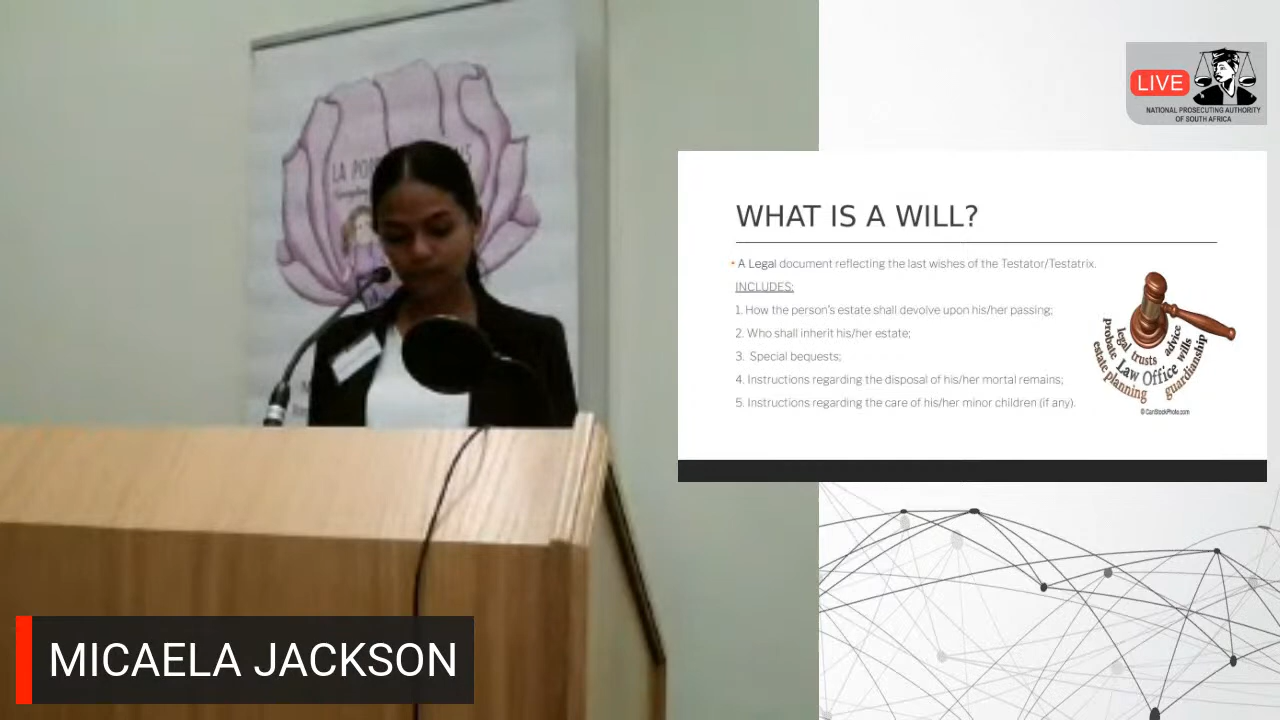 LIVE
NATIONAL PROSECUTING AUTHORITY
OF SOUTH AFRICA
WHAT IS A WILL?
• A Legal document reflecting the last wishes of the Testator/Testatrix.
INCLUDES:
1. How the person's estate shall devolve upon his/her passing;
2. Who shall inherit his/her estate;
3. Special bequests;
4. Instructions regarding the disposal of his/her mortal remains;
5. Instructions regarding the care of his/her minor children (if any).
probate legal trusts advice wills
estate planning Law Office guardianship
© CanStockPhoto.com
LA
MICAELA JACKSON